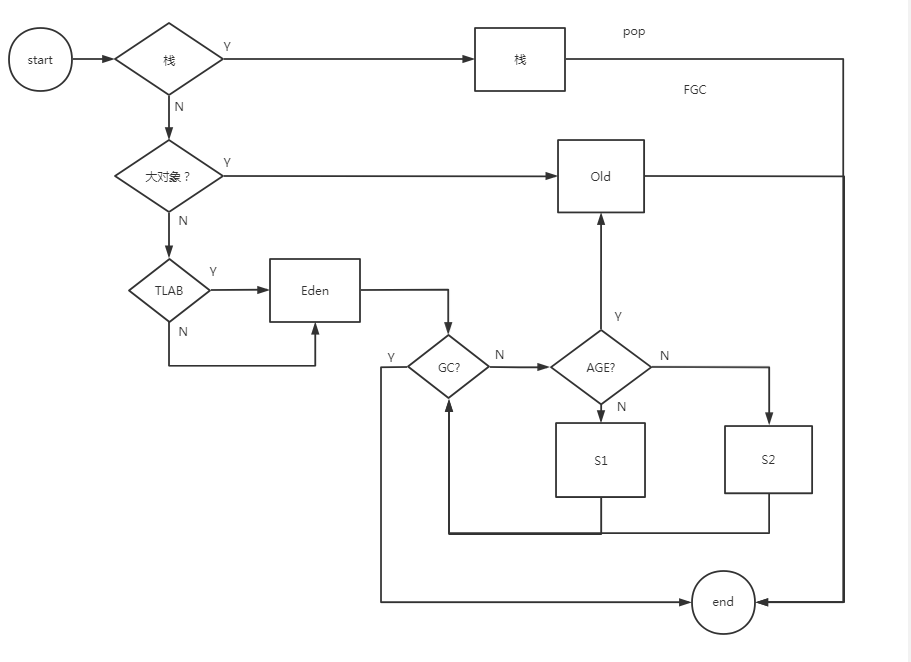 start
栈
Y
栈
pop
FGC
N
大对象？
Y
Old
N
TLAB
Y
Eden
N
Y
GC?
N
AGE?
Y
N
N
S1
S2
end